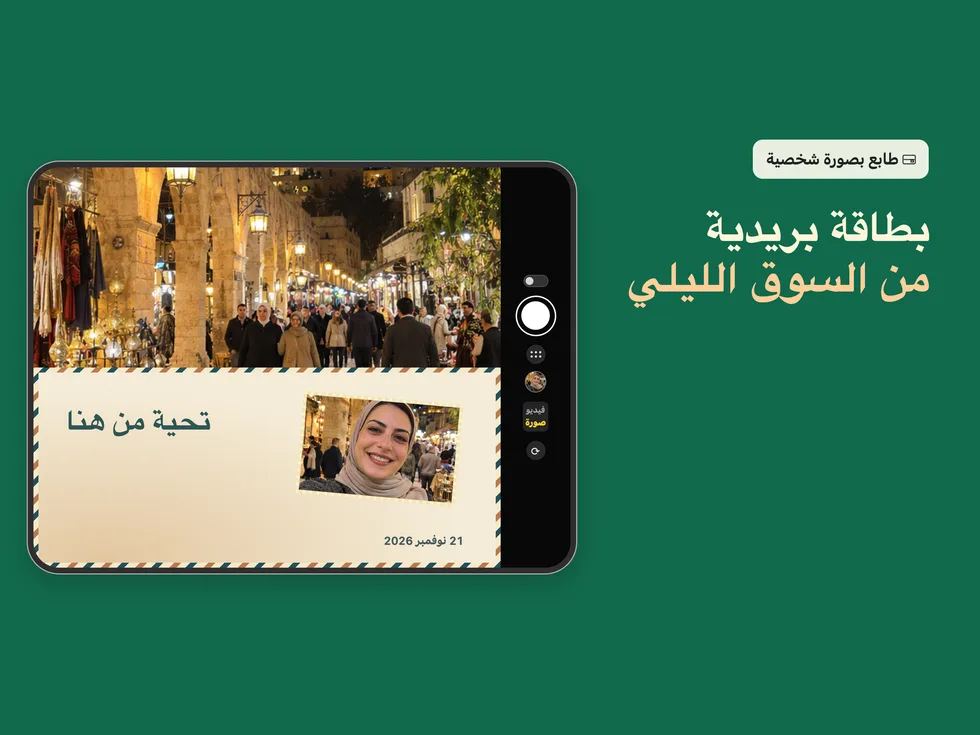 طابع بصورة شخصية
بطاقة بريدية
من السوق الليلي
تحية من هنا
21 نوفمبر 2026
فيديو
صورة